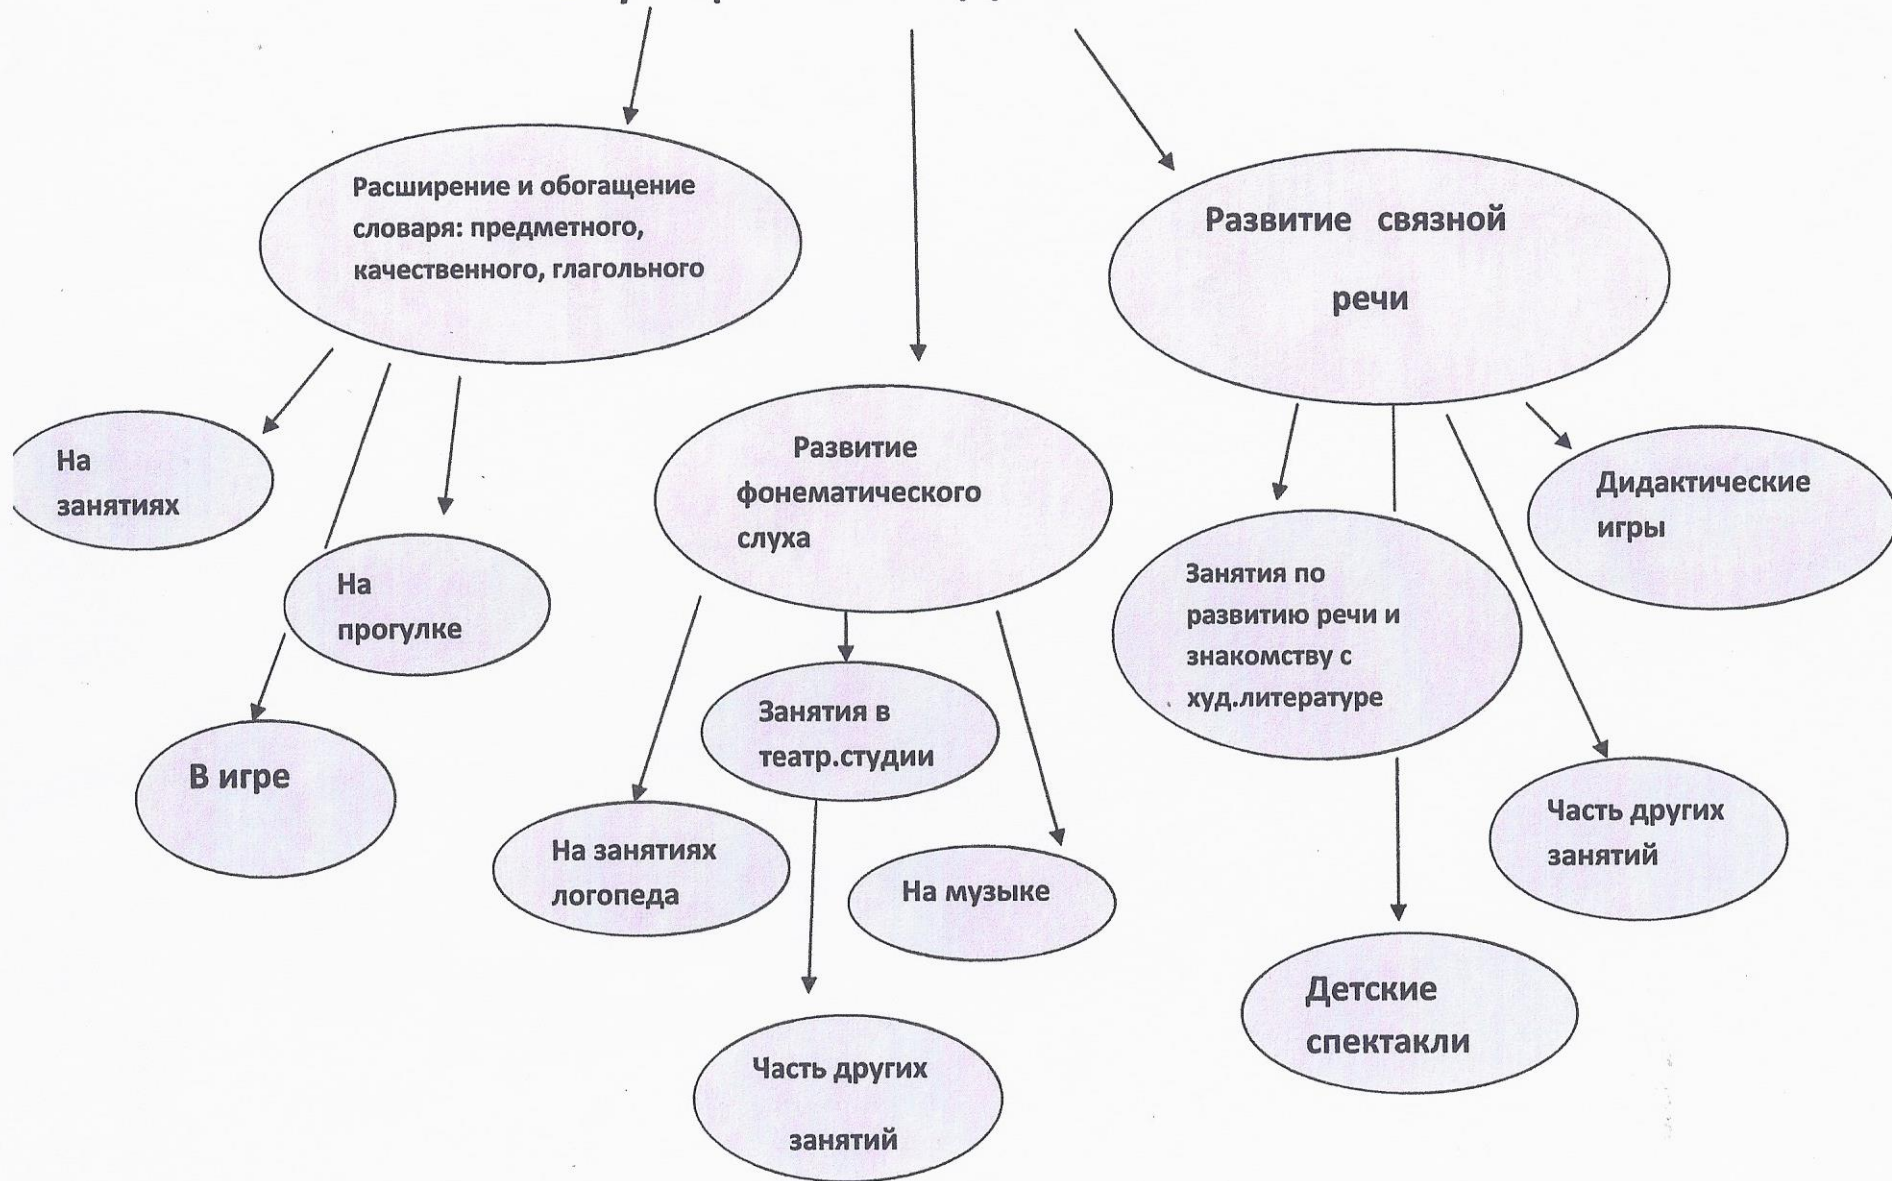 Расширение и обогащение
словаря: предметного,
качественного, глагольного
Развитие связной
речи
На
занятиях
Развитие
фонематического
слуха
Дидактические
игры
На
прогулке
Занятия по
развитию речи и
знакомству с
худ.литературе
В игре
Занятия в
театр.студии
Часть других
занятий
На занятиях
логопеда
На музыке
Детские
спектакли
Часть других
занятий